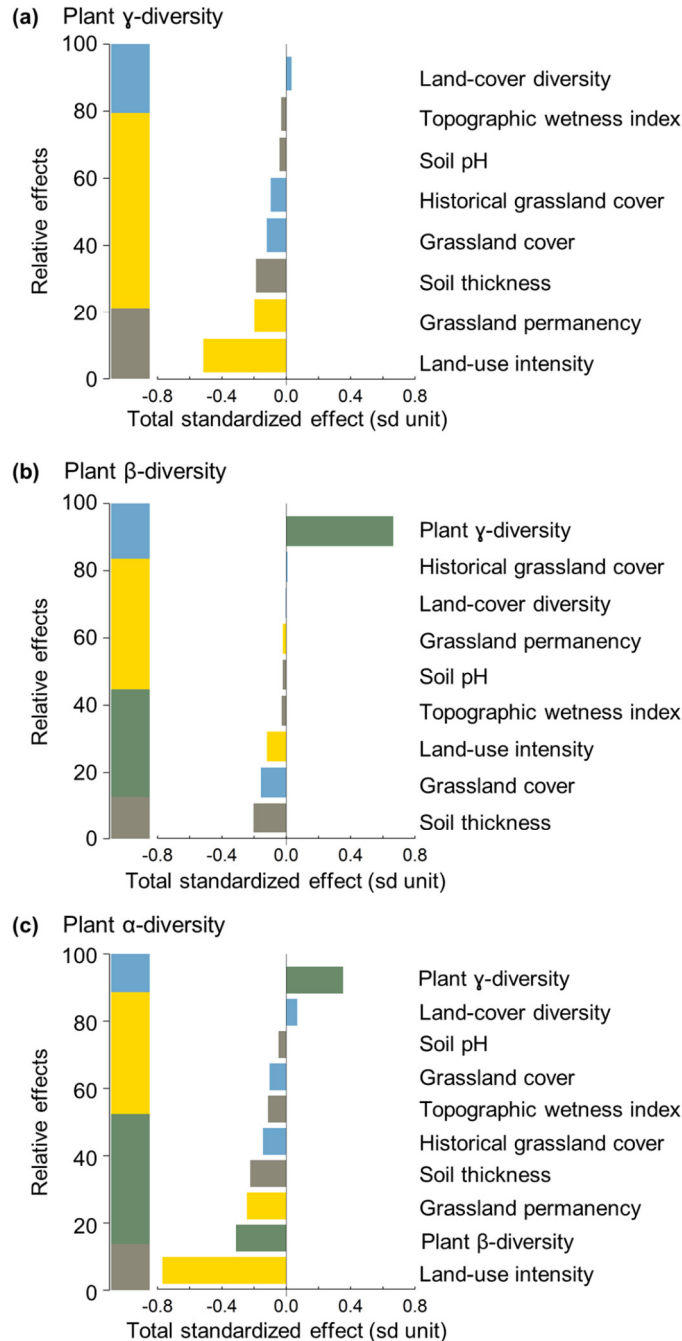 (a) Plant ɣ-diversity
100
80
60
40
20
0
Relative effects
Land-cover diversity
Topographic wetness index
Soil pH
Historical grassland cover
Grassland cover
Soil thickness
Grassland permanency
Land-use intensity
-0.8 -0.4 0.0 0.4 0.8
Total standardized effect (sd unit)
(b) Plant β-diversity
100
80
60
40
20
0
Relative effects
Plant ɣ-diversity
Historical grassland cover
Land-cover diversity
Grassland permanency
Soil pH
Topographic wetness index
Land-use intensity
Grassland cover
Soil thickness
-0.8 -0.4 0.0 0.4 0.8
Total standardized effect (sd unit)
(c) Plant α-diversity
100
80
60
40
20
0
Relative effects
Plant ɣ-diversity
Land-cover diversity
Soil pH
Grassland cover
Topographic wetness index
Historical grassland cover
Soil thickness
Grassland permanency
Plant β-diversity
Land-use intensity
-0.8 -0.4 0.0 0.4 0.8
Total standardized effect (sd unit)